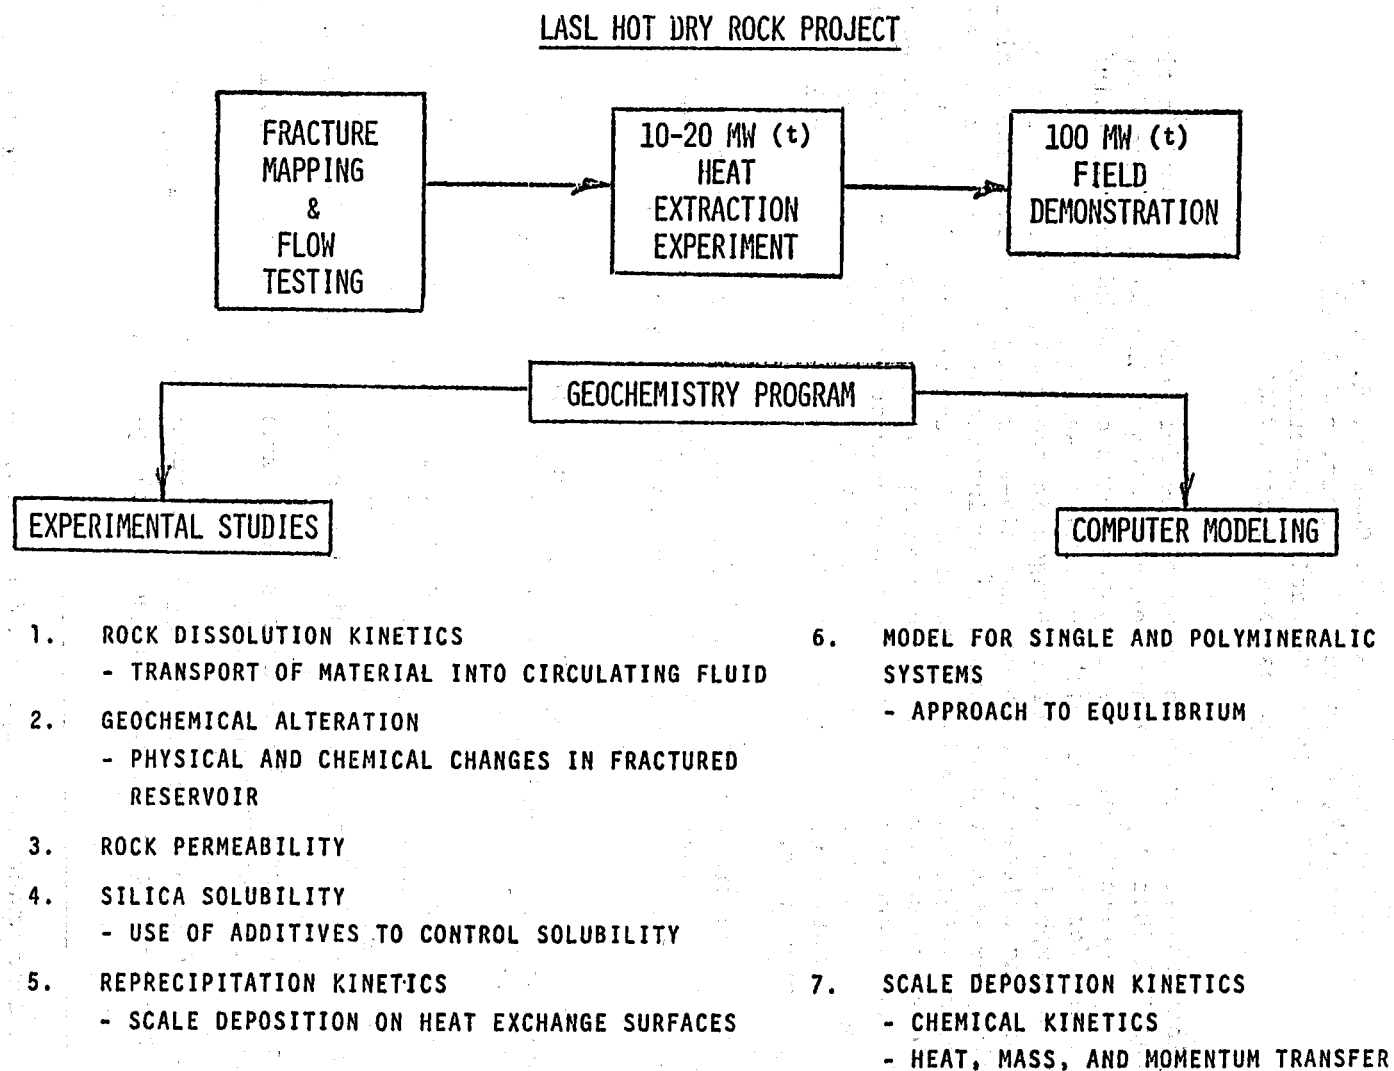 LASL HOT DRY ROCK PROJECT
FRACTURE
MAPPING
&
FLOW
TESTING
10-20 MW (t)
HEAT
EXTRACTION
EXPERIMENT
100 MW (t)
FIELD
DEMONSTRATION
GEOCHEMISTRY PROGRAM
EXPERIMENTAL STUDIES
COMPUTER MODELING
1. ROCK DISSOLUTION KINETICS
- TRANSPORT OF MATERIAL INTO CIRCULATING FLUID
2. GEOCHEMICAL ALTERATION
- PHYSICAL AND CHEMICAL CHANGES IN FRACTURED
RESERVOIR
3. ROCK PERMEABILITY
4. SILICA SOLUBILITY
- USE OF ADDITIVES TO CONTROL SOLUBILITY
5. REPRECIPITATION KINETICS
- SCALE DEPOSITION ON HEAT EXCHANGE SURFACES
6. MODEL FOR SINGLE AND POLYMINERALIC
SYSTEMS
- APPROACH TO EQUILIBRIUM
7. SCALE DEPOSITION KINETICS
- CHEMICAL KINETICS
- HEAT, MASS, AND MOMENTUM TRANSFER